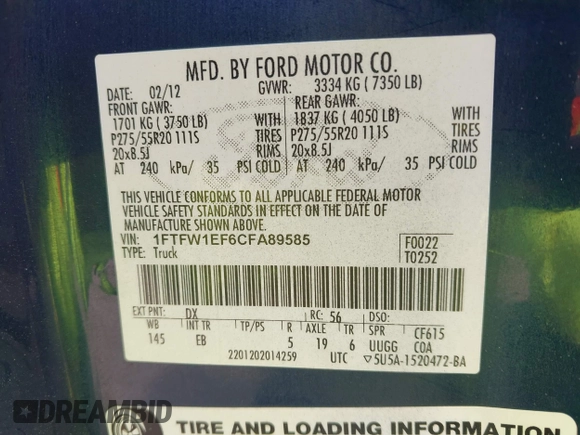 MFD. BY FORD MOTOR CO.
DATE: 02/12 GVWR: 3334 KG ( 7350 LB)
FRONT GAWR: REAR GAWR:
1701 KG ( 3750 LB) WITH 1837 KG ( 4050 LB) WITH
P275/55R20 111S TIRES P275/55R20 111S TIRES
20x8.5J RIMS 20x8.5J RIMS
AT 240 kPa/ 35 PSI COLD AT 240 kPa/ 35 PSI COLD
THIS VEHICLE CONFORMS TO ALL APPLICABLE FEDERAL MOTOR
VEHICLE SAFETY STANDARDS IN EFFECT ON THE DATE OF
MANUFACTURE SHOWN ABOVE.
VIN: 1FTFW1EF6CFA89585 F0022
TYPE: Truck T0252
EXT PNT: DX RC: 56 DSO:
WB INT TR TP/PS R AXLE TR SPR CF615
145 EB 5 19 6 UUGG COA
2201202014259 UTC ▽5U5A-1520472-BA
TIRE AND LOADING INFORMATION
DREAMBID